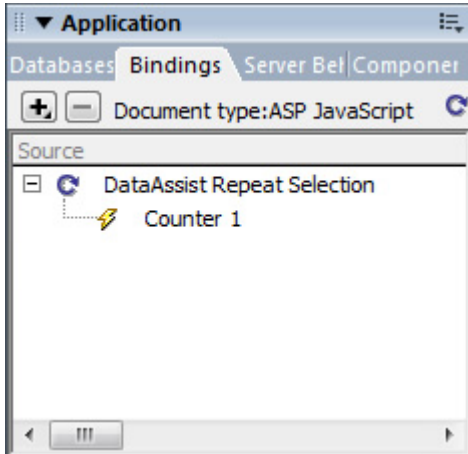 Application
Databases Bindings Server Bel Componer
Document type:ASP JavaScript
Source
DataAssist Repeat Selection
Counter 1